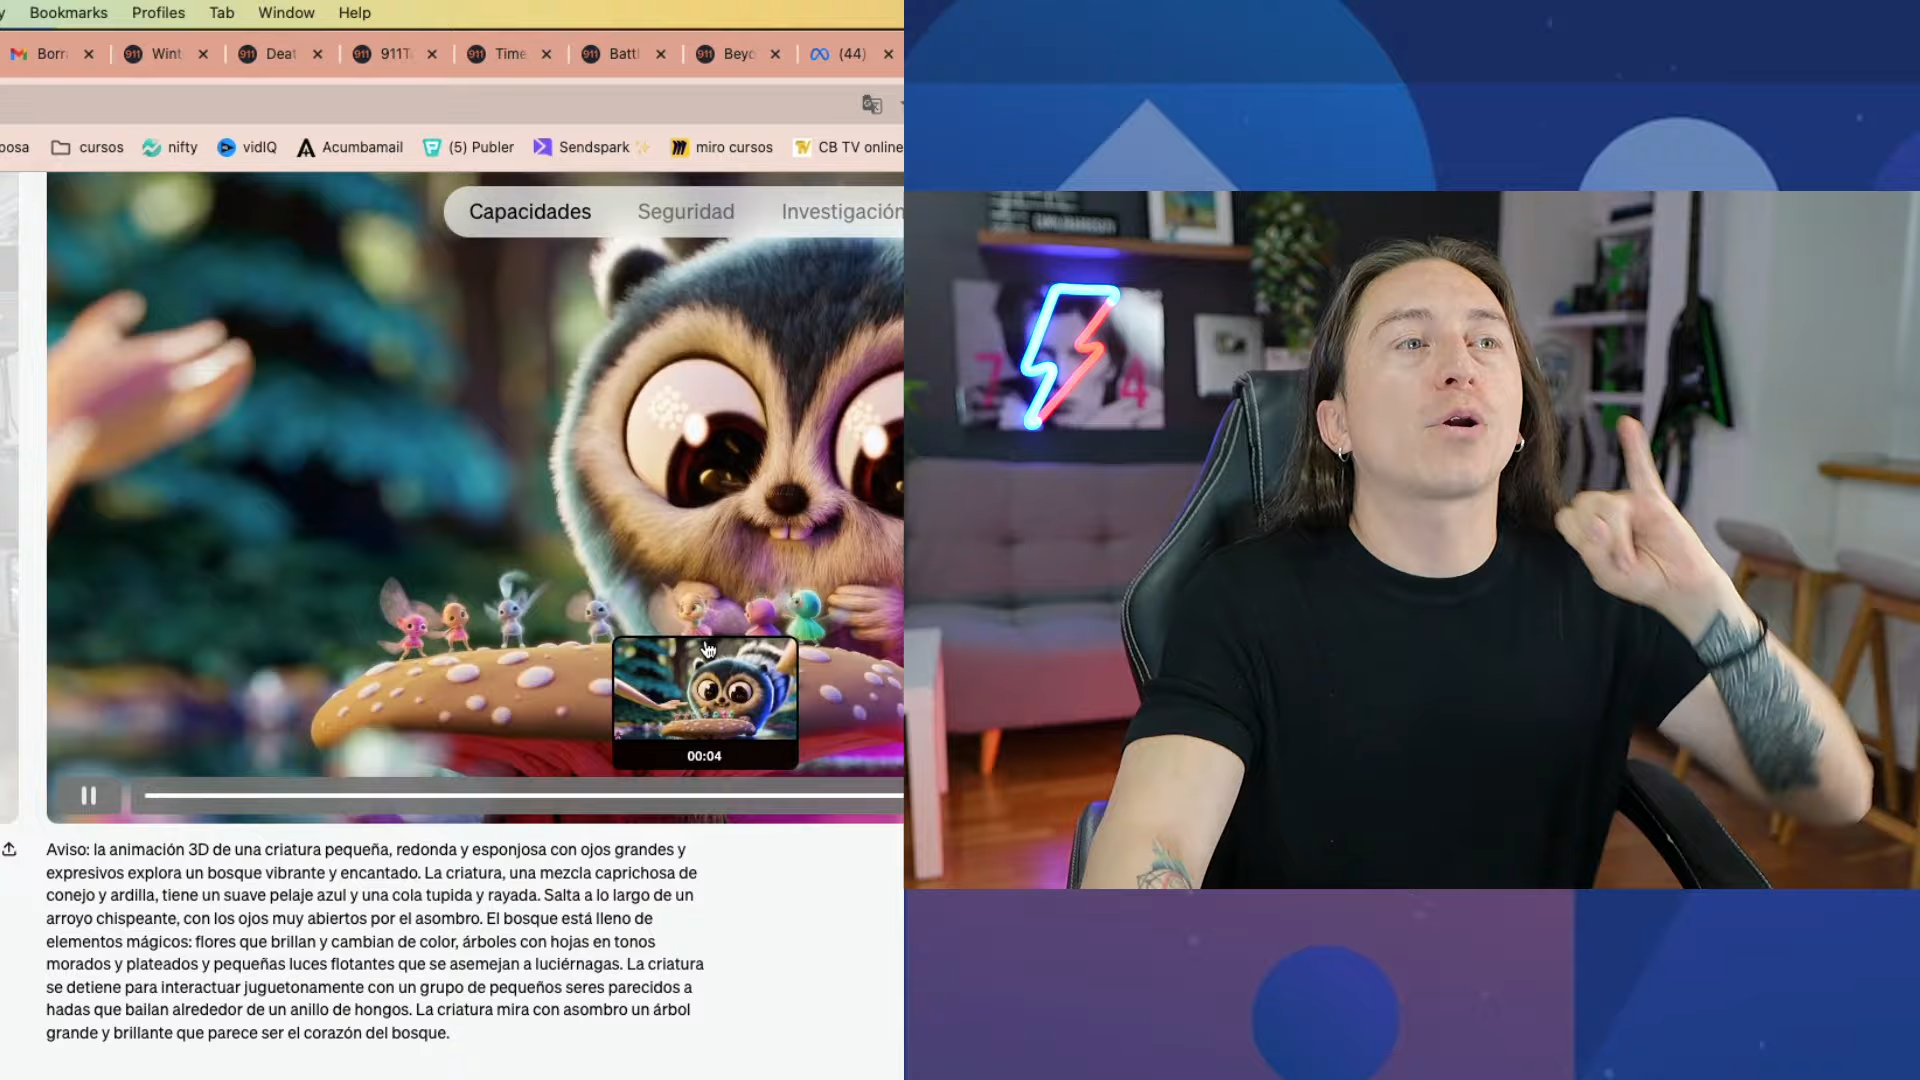 Bookmarks Profiles Tab Window Help
Borr Wint Deat 911T Time Batt Beyo (44)
cursos nifty vidIQ Acumbamail (5) Publer Sendspark miro cursos CB TV online
Capacidades Seguridad Investigación
00:04
Aviso: la animación 3D de una criatura pequeña, redonda y esponjosa con ojos grandes y
expresivos explora un bosque vibrante y encantado. La criatura, una mezcla caprichosa de
conejo y ardilla, tiene un suave pelaje azul y una cola tupida y rayada. Salta a lo largo de un
arroyo chispeante, con los ojos muy abiertos por el asombro. El bosque está lleno de
elementos mágicos: flores que brillan y cambian de color, árboles con hojas en tonos
morados y plateados y pequeñas luces flotantes que se asemejan a luciérnagas. La criatura
se detiene para interactuar juguetonamente con un grupo de pequeños seres parecidos a
hadas que bailan alrededor de un anillo de hongos. La criatura mira con asombro un árbol
grande y brillante que parece ser el corazón del bosque.
7 4